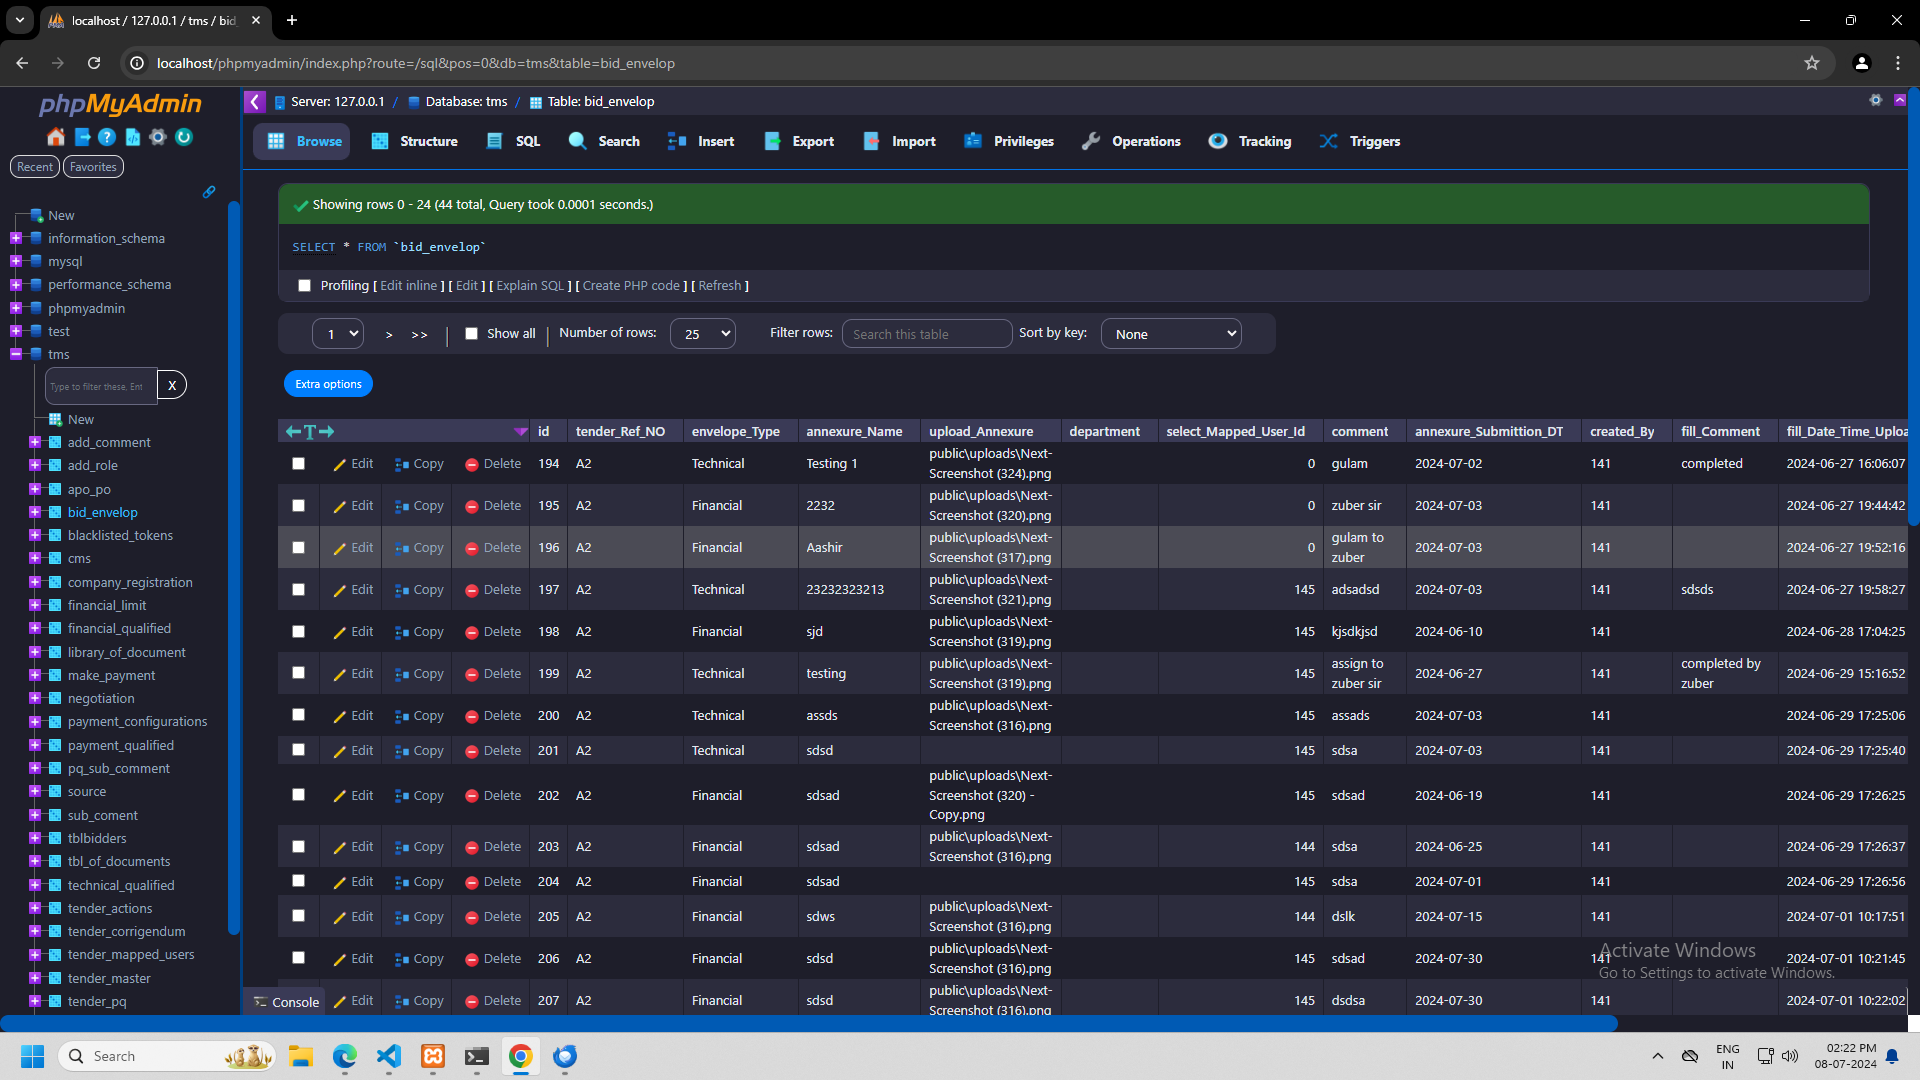 localhost / 127.0.0.1 / tms / bid_
localhost/phpmyadmin/index.php?route=/sql&pos=0&db=tms&table=bid_envelop
phpMyAdmin
Recent Favorites
New
information_schema
mysql
performance_schema
phpmyadmin
test
tms
Type to filter these, Ent X
New
add_comment
add_role
apo_po
bid_envelop
blacklisted_tokens
cms
company_registration
financial_limit
financial_qualified
library_of_document
make_payment
negotiation
payment_configurations
payment_qualified
pq_sub_comment
source
sub_coment
tblbidders
tbl_of_documents
technical_qualified
tender_actions
tender_corrigendum
tender_mapped_users
tender_master
tender_pq
Server: 127.0.0.1 / Database: tms / Table: bid_envelop
Browse Structure SQL Search Insert Export Import Privileges Operations Tracking Triggers
Showing rows 0 - 24 (44 total, Query took 0.0001 seconds.)
SELECT * FROM `bid_envelop`
Profiling [ Edit inline ] [ Edit ] [ Explain SQL ] [ Create PHP code ] [ Refresh ]
1 > >> | Show all | Number of rows: 25 Filter rows: Search this table Sort by key: None
Extra options
←T→ id tender_Ref_NO envelope_Type annexure_Name upload_Annexure department select_Mapped_User_Id comment annexure_Submittion_DT created_By fill_Comment fill_Date_Time_Uploa
Edit Copy Delete 194 A2 Technical Testing 1 public\uploads\Next-Screenshot (324).png 0 gulam 2024-07-02 141 completed 2024-06-27 16:06:07
Edit Copy Delete 195 A2 Financial 2232 public\uploads\Next-Screenshot (320).png 0 zuber sir 2024-07-03 141 2024-06-27 19:44:42
Edit Copy Delete 196 A2 Financial Aashir public\uploads\Next-Screenshot (317).png 0 gulam to zuber 2024-07-03 141 2024-06-27 19:52:16
Edit Copy Delete 197 A2 Technical 23232323213 public\uploads\Next-Screenshot (321).png 145 adsadsd 2024-07-03 141 sdsds 2024-06-27 19:58:27
Edit Copy Delete 198 A2 Financial sjd public\uploads\Next-Screenshot (319).png 145 kjsdkjsd 2024-06-10 141 2024-06-28 17:04:25
Edit Copy Delete 199 A2 Technical testing public\uploads\Next-Screenshot (319).png 145 assign to zuber sir 2024-06-27 141 completed by zuber 2024-06-29 15:16:52
Edit Copy Delete 200 A2 Technical assds public\uploads\Next-Screenshot (316).png 145 assads 2024-07-03 141 2024-06-29 17:25:06
Edit Copy Delete 201 A2 Technical sdsd 145 sdsa 2024-07-03 141 2024-06-29 17:25:40
Edit Copy Delete 202 A2 Financial sdsad public\uploads\Next-Screenshot (320) - Copy.png 145 sdsad 2024-06-19 141 2024-06-29 17:26:25
Edit Copy Delete 203 A2 Financial sdsad public\uploads\Next-Screenshot (316).png 144 sdsa 2024-06-25 141 2024-06-29 17:26:37
Edit Copy Delete 204 A2 Financial sdsad 145 sdsa 2024-07-01 141 2024-06-29 17:26:56
Edit Copy Delete 205 A2 Financial sdws public\uploads\Next-Screenshot (316).png 144 dslk 2024-07-15 141 2024-07-01 10:17:51
Edit Copy Delete 206 A2 Financial sdsd public\uploads\Next-Screenshot (316).png 145 sdsad 2024-07-30 141 2024-07-01 10:21:45
Edit Copy Delete 207 A2 Financial sdsd public\uploads\Next-Screenshot (316).png 145 dsdsa 2024-07-30 141 2024-07-01 10:22:02
Console
Activate Windows
Go to Settings to activate Windows.
Search
ENG
IN
02:22 PM
08-07-2024